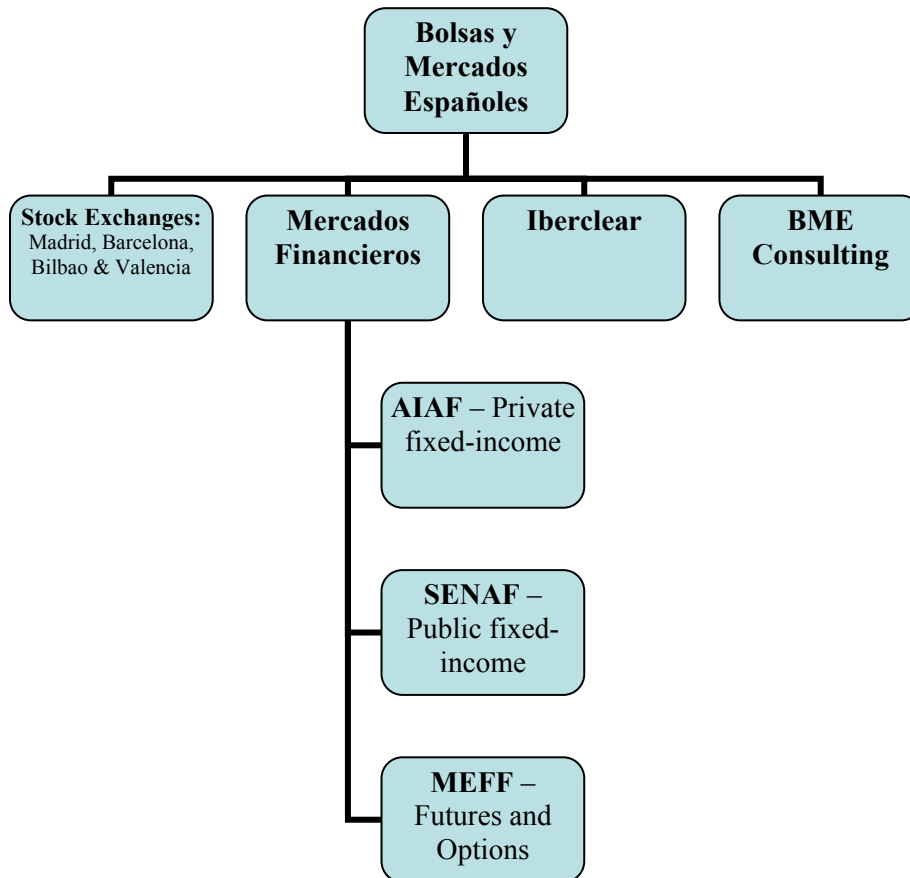 Bolsas y
Mercados
Españoles
Stock Exchanges:
Madrid, Barcelona,
Bilbao & Valencia
Mercados
Financieros
Iberclear
BME
Consulting
AIAF – Private
fixed-income
SENAF –
Public fixed-
income
MEFF –
Futures and
Options